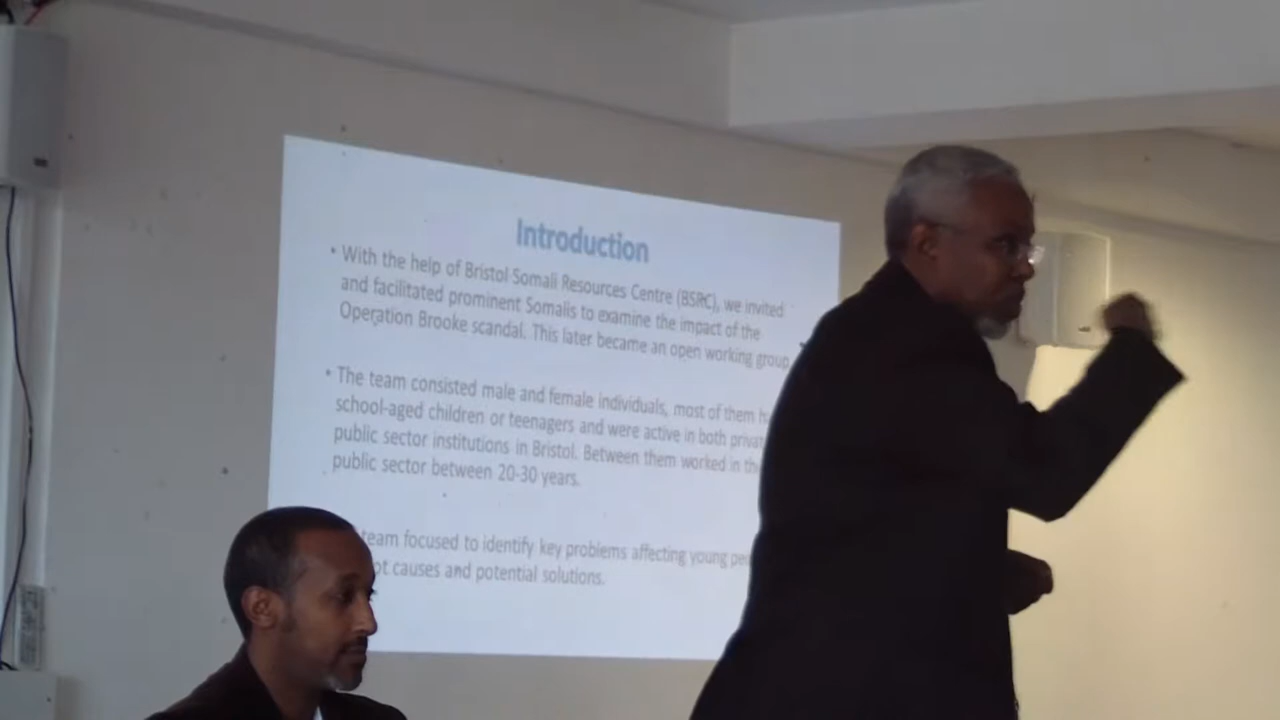 Introduction
• With the help of Bristol Somali Resources Centre (BSRC), we invited
and facilitated prominent Somalis to examine the impact of the
Operation Brooke scandal. This later became an open working group
• The team consisted male and female individuals, most of them
school-aged children or teenagers and were active in both
public sector institutions in Bristol. Between them worked in
public sector between 20-30 years.
team focused to identify key problems affecting young
causes and potential solutions.